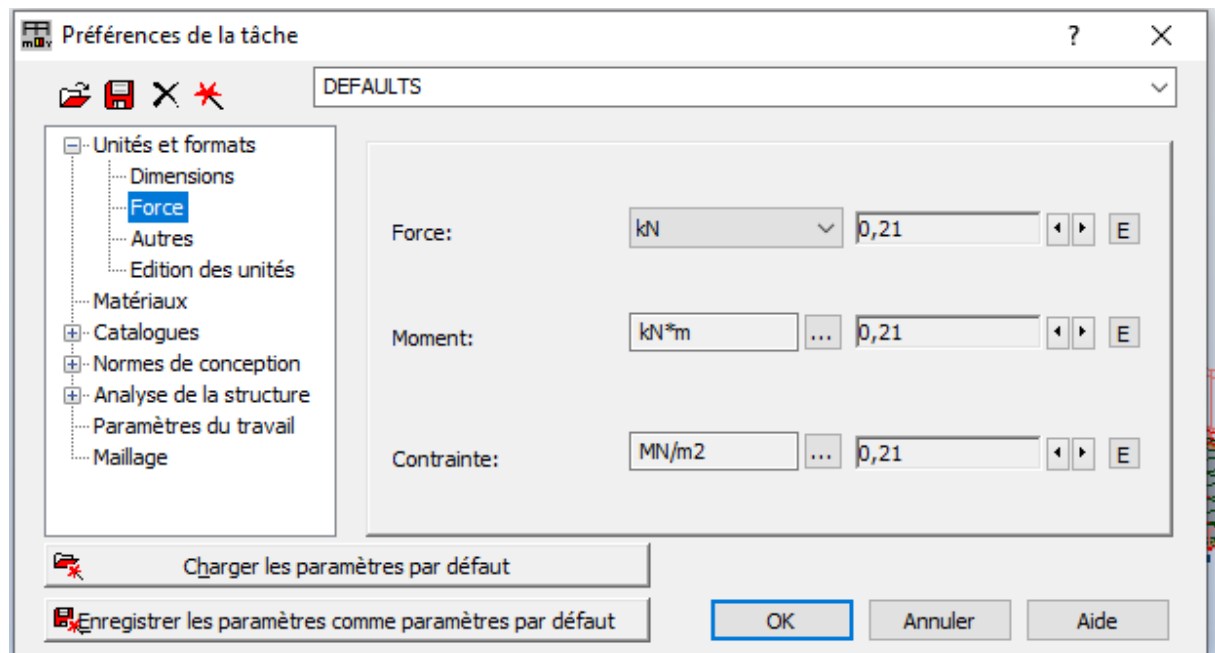 Préférences de la tâche
?
DEFAULTS
Unités et formats
Dimensions
Force
Autres
Edition des unités
Matériaux
Catalogues
Normes de conception
Analyse de la structure
Paramètres du travail
Maillage
Force: kN 0,21 E
Moment: kN*m ... 0,21 E
Contrainte: MN/m2 ... 0,21 E
Charger les paramètres par défaut
Enregistrer les paramètres comme paramètres par défaut
OK Annuler Aide